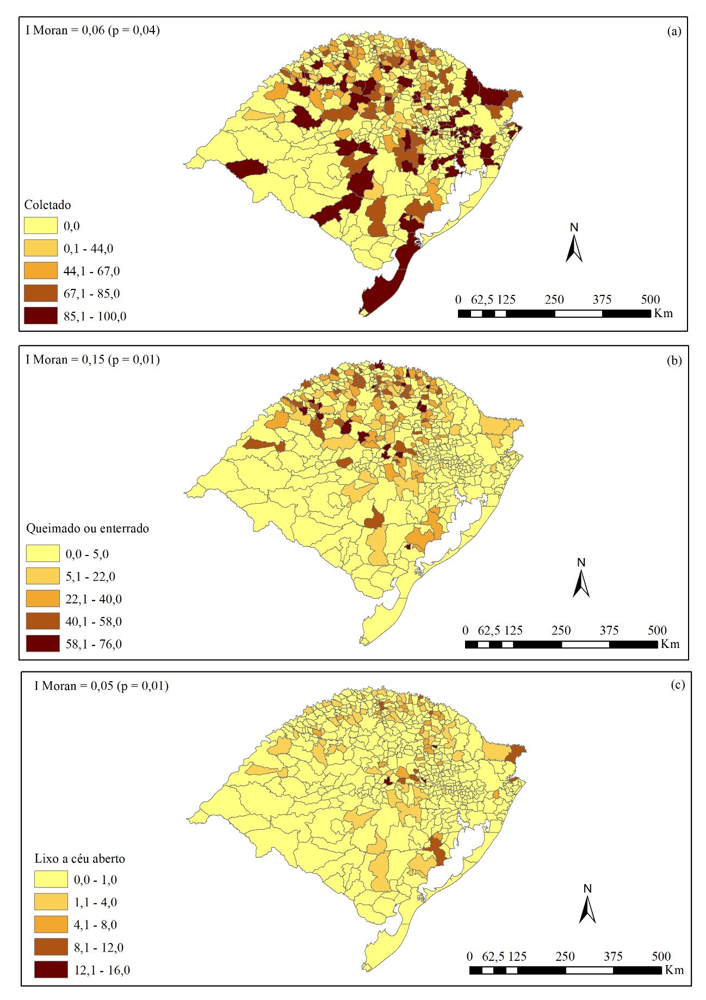 I Moran = 0,06 (p = 0,04)
(a)
Coletado
0,0
0,1 - 44,0
44,1 - 67,0
67,1 - 85,0
85,1 - 100,0
N
0 62,5 125 250 375 500
Km
I Moran = 0,15 (p = 0,01)
(b)
Queimado ou enterrado
0,0 - 5,0
5,1 - 22,0
22,1 - 40,0
40,1 - 58,0
58,1 - 76,0
N
0 62,5 125 250 375 500
Km
I Moran = 0,05 (p = 0,01)
(c)
Lixo a céu aberto
0,0 - 1,0
1,1 - 4,0
4,1 - 8,0
8,1 - 12,0
12,1 - 16,0
N
0 62,5 125 250 375 500
Km